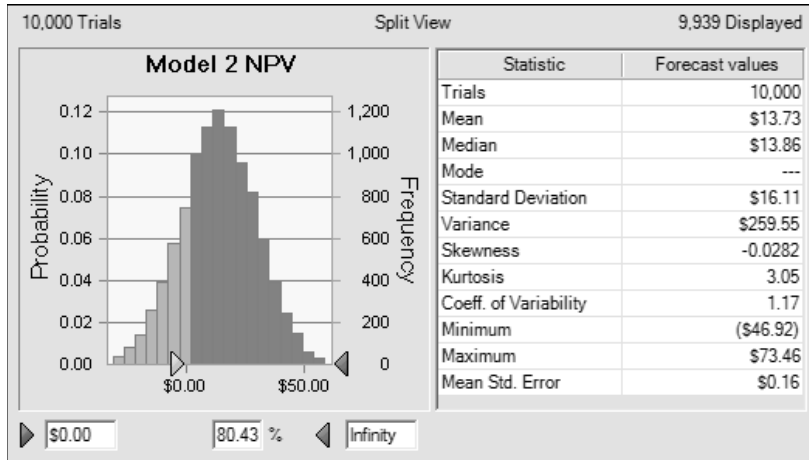 10,000 Trials Split View 9,939 Displayed
Model 2 NPV
0.12
0.10
0.08
0.06
0.04
0.02
0.00
Probability
1,200
1,000
800
600
400
200
0
Frequency
$0.00 $50.00
Statistic Forecast values
Trials 10,000
Mean $13.73
Median $13.86
Mode ---
Standard Deviation $16.11
Variance $259.55
Skewness -0.0282
Kurtosis 3.05
Coeff. of Variability 1.17
Minimum ($46.92)
Maximum $73.46
Mean Std. Error $0.16
$0.00 80.43 % Infinity